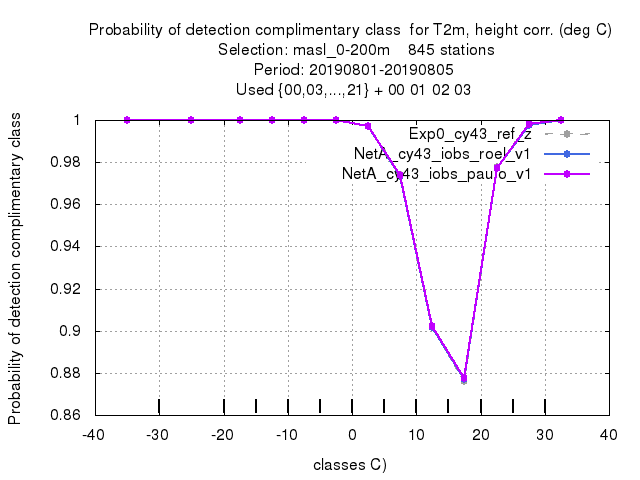 Probability of detection complimentary class  for T2m, height corr. (deg C)
Selection: masl_0-200m    845 stations
Period: 20190801-20190805
Used {00,03,...,21} + 00 01 02 03
Probability of detection complimentary class
Exp0_cy43_ref_z
NetA_cy43_iobs_roel_v1
NetA_cy43_iobs_paulo_v1
1
0.98
0.96
0.94
0.92
0.9
0.88
0.86
-40 -30 -20 -10 0 10 20 30 40
classes C)